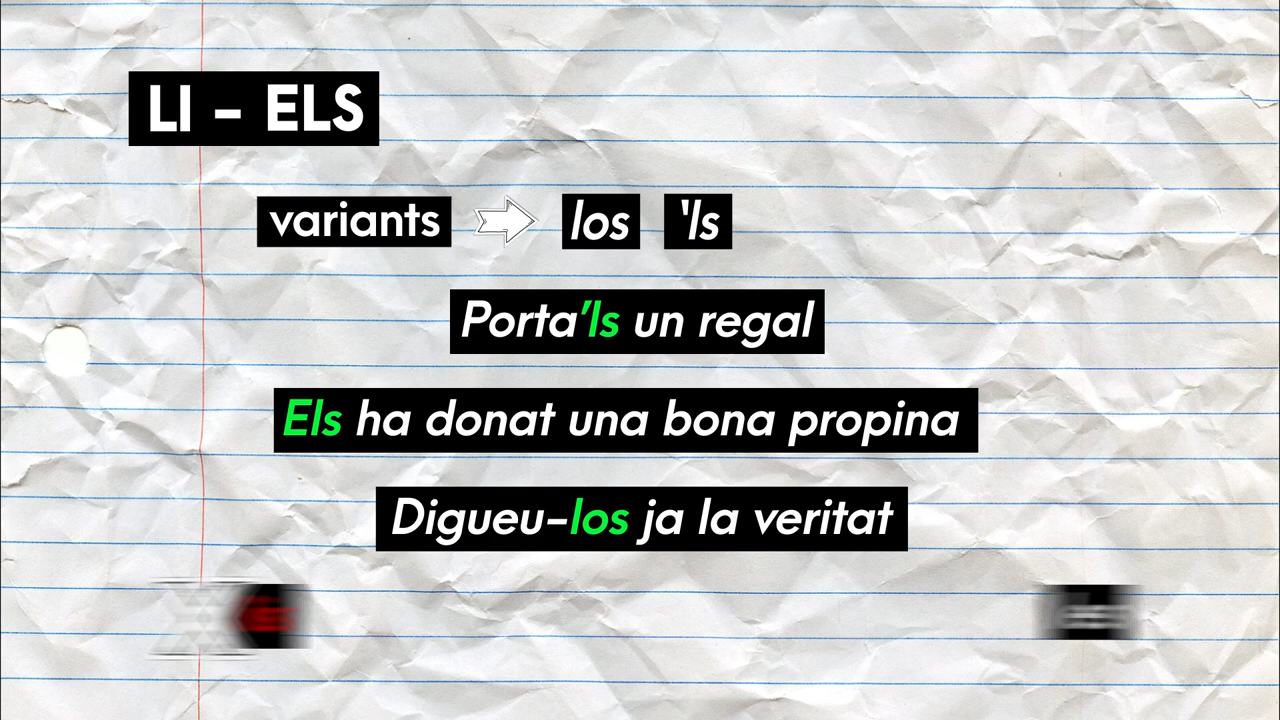 LI – ELS
variants los 'ls
Porta'ls un regal
Els ha donat una bona propina
Digueu–los ja la veritat